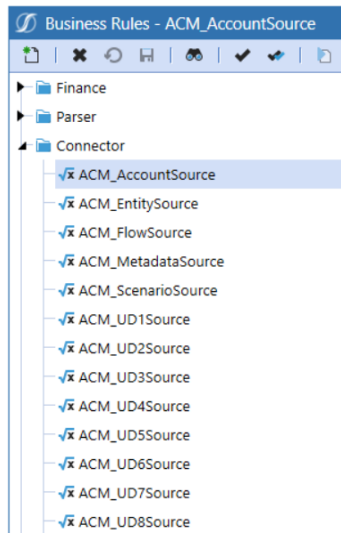 Business Rules - ACM_AccountSource
Finance
Parser
Connector
ACM_AccountSource
ACM_EntitySource
ACM_FlowSource
ACM_MetadataSource
ACM_ScenarioSource
ACM_UD1Source
ACM_UD2Source
ACM_UD3Source
ACM_UD4Source
ACM_UD5Source
ACM_UD6Source
ACM_UD7Source
ACM_UD8Source